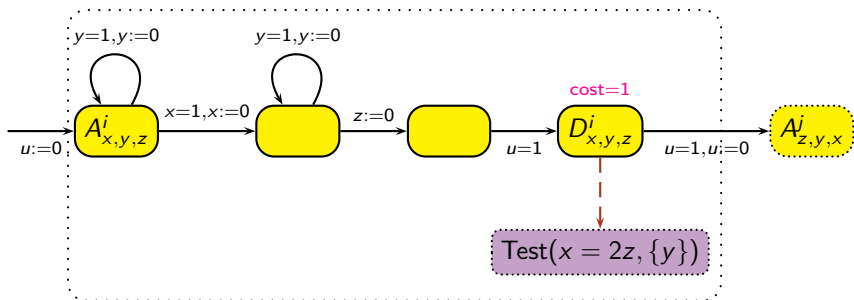 y=1,y:=0
y=1,y:=0
cost=1
u:=0
A^i_{x,y,z}
x=1,x:=0
z:=0
u=1
D^i_{x,y,z}
u=1,u:=0
A^j_{z,y,x}
Test(x = 2z, {y})